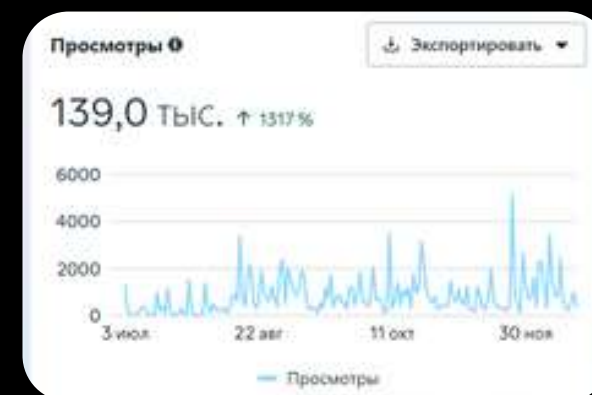 Просмотры
Экспортировать
139,0 тыс. ↑ 1317 %
6000
4000
2000
0
3 июл 22 авг 11 окт 30 ноя
Просмотры